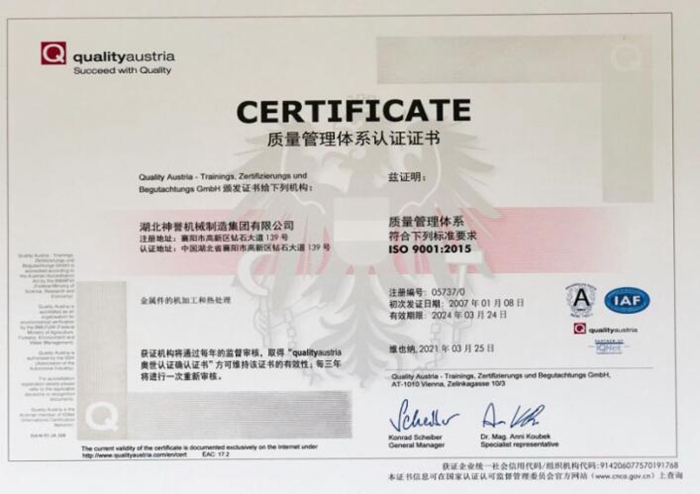 qualityaustria
Succeed with Quality
CERTIFICATE
质量管理体系认证证书
Quality Austria - Trainings, Zertifizierungs und
Begutachtungs GmbH 颁发证书给下列机构：
兹证明：
湖北神誉机械制造集团有限公司
注册地址：襄阳市高新区钻石大道 139 号
认证地址：中国湖北省襄阳市高新区钻石大道 139 号
质量管理体系
符合下列标准要求
ISO 9001:2015
金属件的机加工和热处理
注册编号：05737/0
初次发证日期：2007 年 01 月 08 日
有效期限：2024 年 03 月 24 日
A
IAF
qualityaustria
获证机构将通过每年的监督审核，取得“qualityaustria
奥世认证确认证书”方可维持该证书的有效性；每三年
将进行一次重新审核。
维也纳，2021 年 03 月 25 日
Quality Austria - Trainings, Zertifizierungs und Begutachtungs GmbH,
AT-1010 Vienna, Zelinkagasse 10/3
Konrad Scheiber
General Manager
Dr. Mag. Anni Koubek
Specialist representative
The current validity of the certificate is documented exclusively on the Internet under
http://www.qualityaustria.com/en/cert EAC: 17.2
获证组织统一社会信用代码/组织机构代码：914206077570191768
本证书信息可在国家认证认可监督管理委员会官方网站（www.cnca.gov.cn）上查询